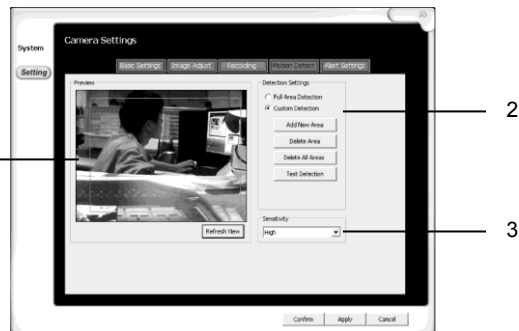 Camera Settings
System
Setting
Basic Settings
Image Adjust
Recording
Motion Detect
Alert Settings
Preview
Detection Settings
Full Area Detection
Custom Detection
2
Add New Area
Delete Area
Delete All Areas
Test Detection
Sensitivity
High
3
Refresh View
Confirm
Apply
Cancel